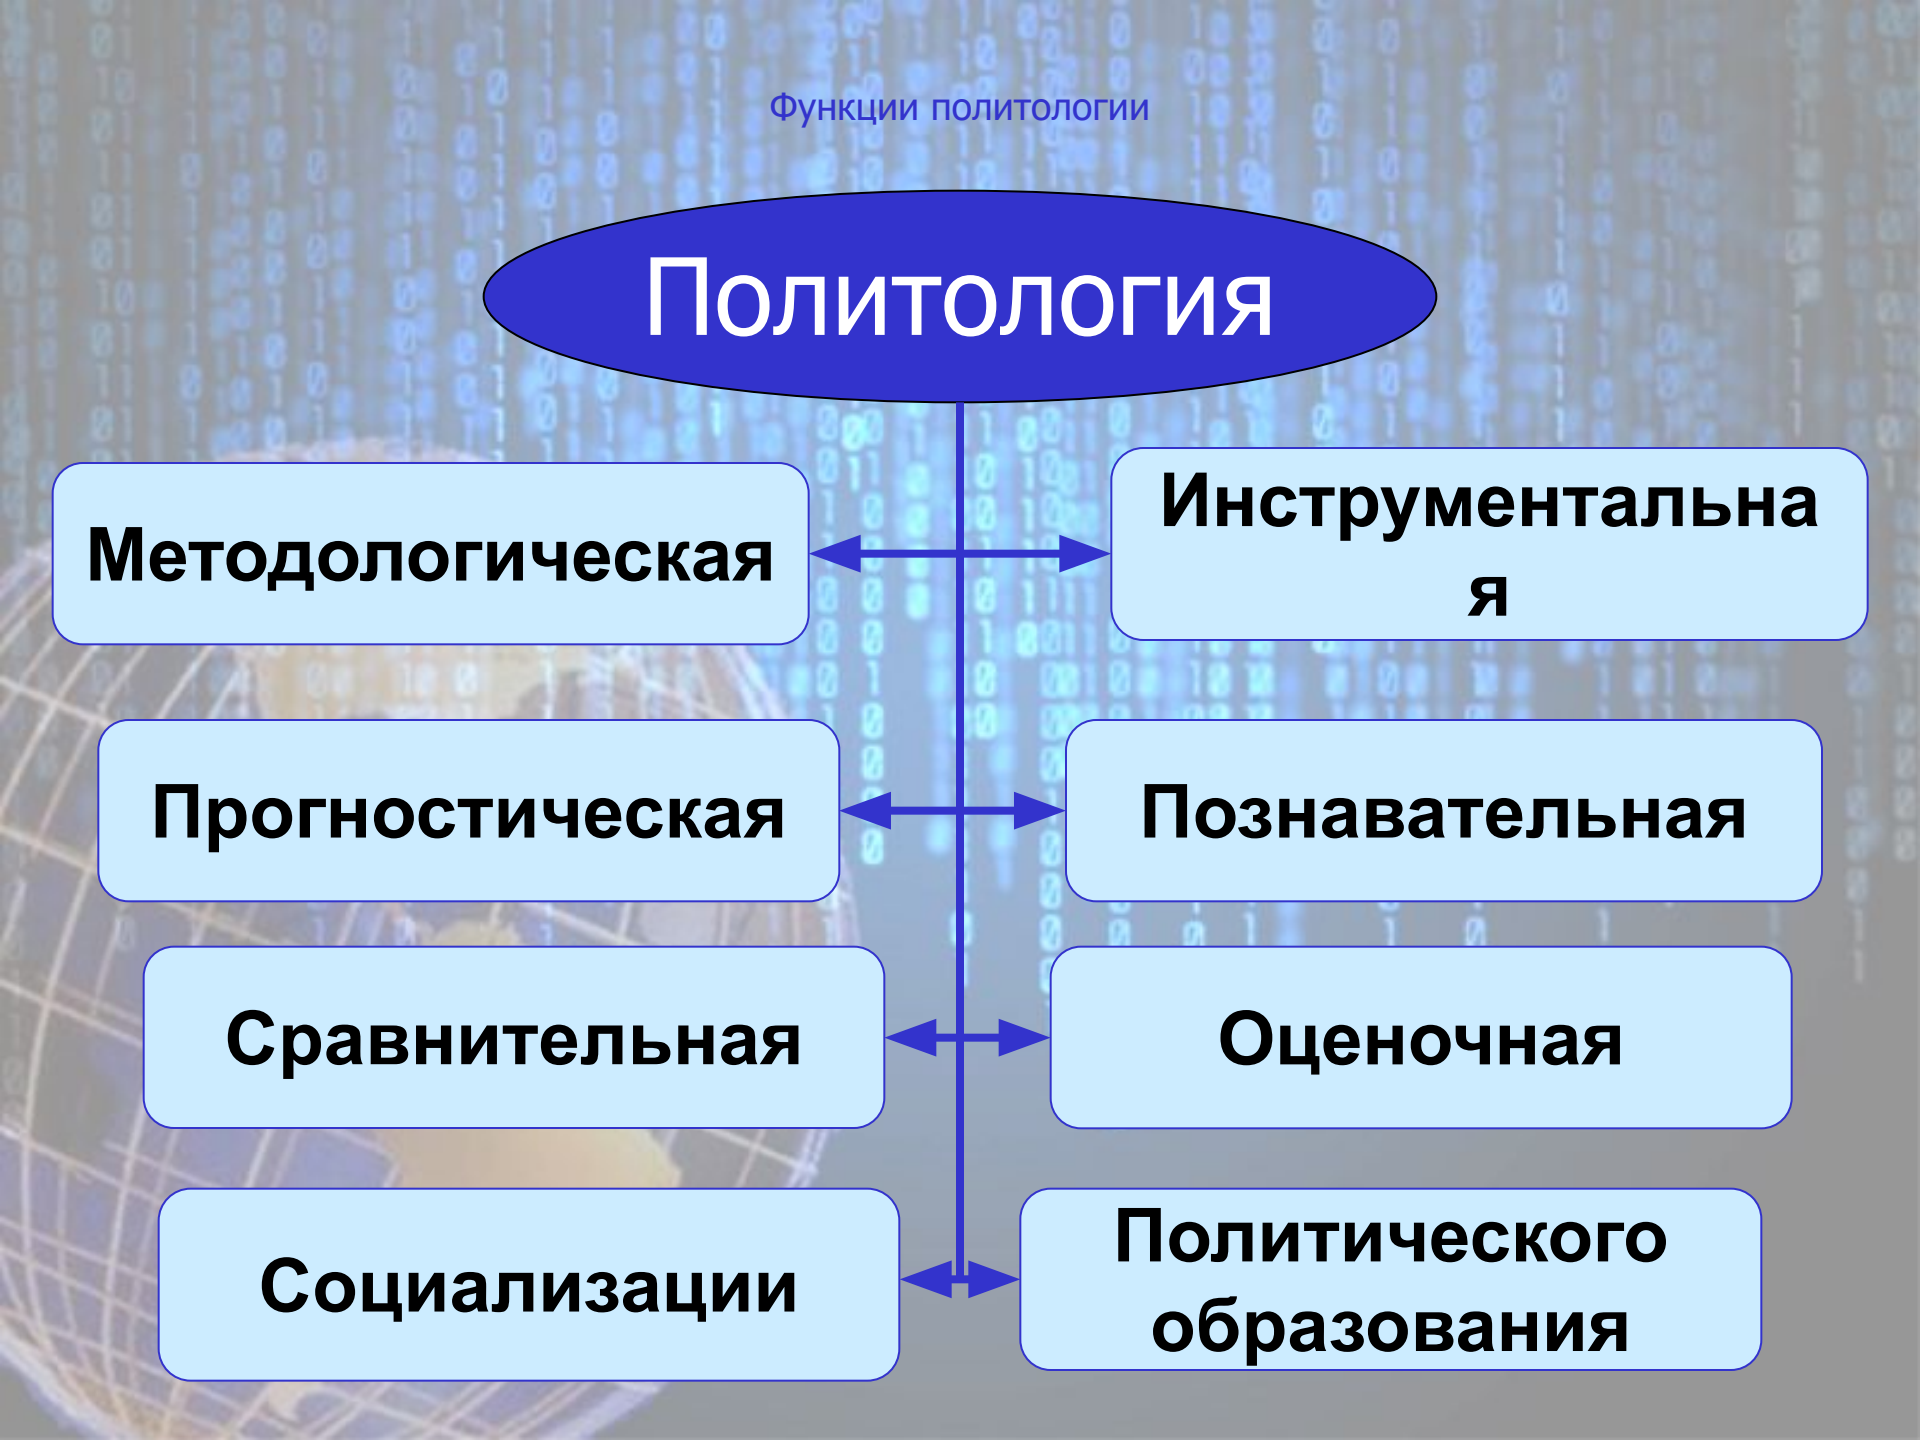 Функции политологии
Политология
Методологическая
Инструментальна
я
Прогностическая
Познавательная
Сравнительная
Оценочная
Социализации
Политического
образования